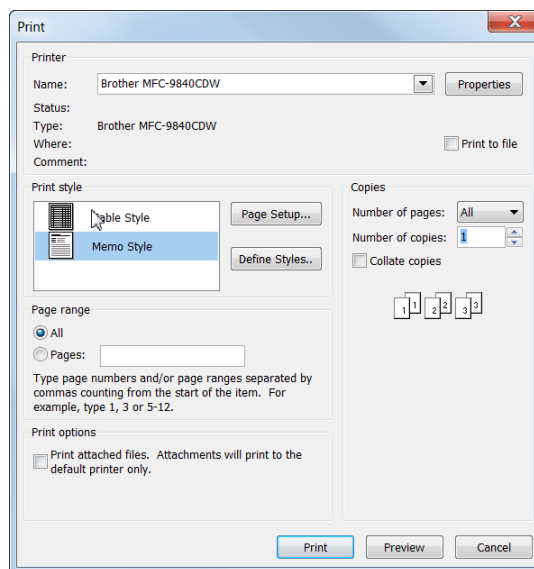 Print
Printer
Name: Brother MFC-9840CDW Properties
Status:
Type: Brother MFC-9840CDW
Where: Print to file
Comment:
Print style
Style
Memo Style
Page Setup...
Define Styles..
Page range
All
Pages:
Type page numbers and/or page ranges separated by
commas counting from the start of the item. For
example, type 1, 3 or 5-12.
Print options
Print attached files. Attachments will print to the
default printer only.
Copies
Number of pages: All
Number of copies: 1
Collate copies
1 1 2 2 3 3
Print Preview Cancel